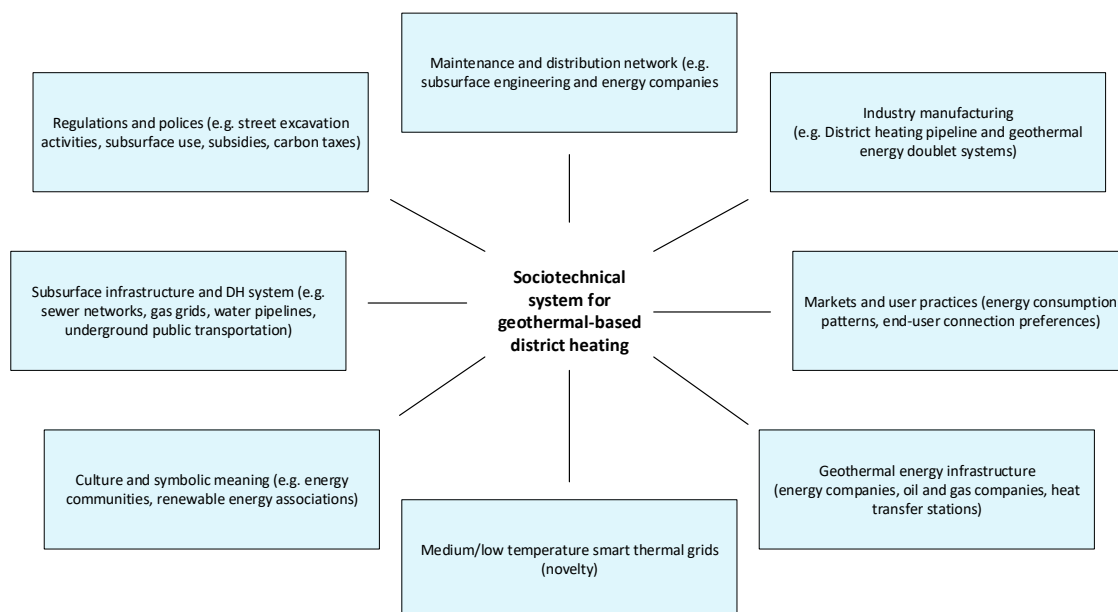 Maintenance and distribution network (e.g.
subsurface engineering and energy companies
Regulations and polices (e.g. street excavation
activities, subsurface use, subsidies, carbon taxes)
Industry manufacturing
(e.g. District heating pipeline and geothermal
energy doublet systems)
Subsurface infrastructure and DH system (e.g.
sewer networks, gas grids, water pipelines,
underground public transportation)
Sociotechnical
system for
geothermal-based
district heating
Markets and user practices (energy consumption
patterns, end-user connection preferences)
Culture and symbolic meaning (e.g. energy
communities, renewable energy associations)
Geothermal energy infrastructure
(energy companies, oil and gas companies, heat
transfer stations)
Medium/low temperature smart thermal grids
(novelty)